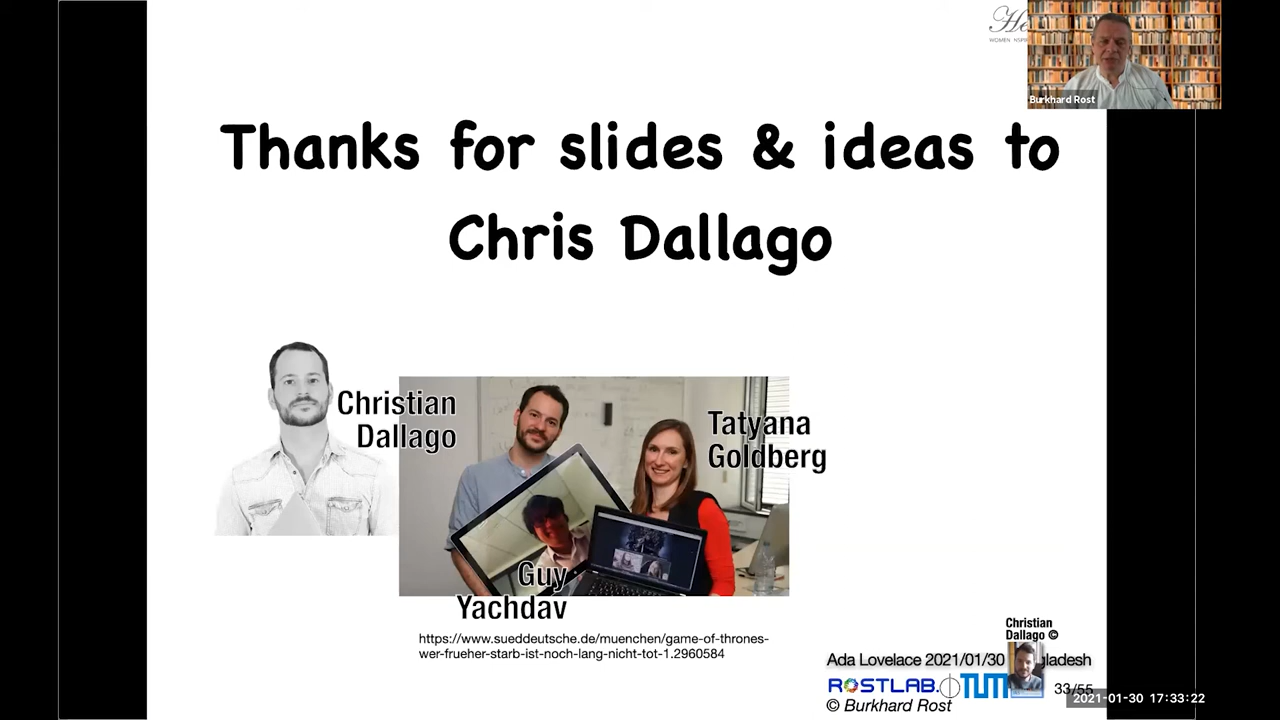 Burkhard Rost
Thanks for slides & ideas to
Chris Dallago
Christian
Dallago
Tatyana
Goldberg
Guy
Yachdav
https://www.sueddeutsche.de/muenchen/game-of-thrones-
wer-frueher-starb-ist-noch-lang-nicht-tot-1.2960584
Christian
Dallago ©
Ada Lovelace 2021/01/30 gladesh
ROSTLAB. TUM
33/55
© Burkhard Rost
2021-01-30 17:33:22